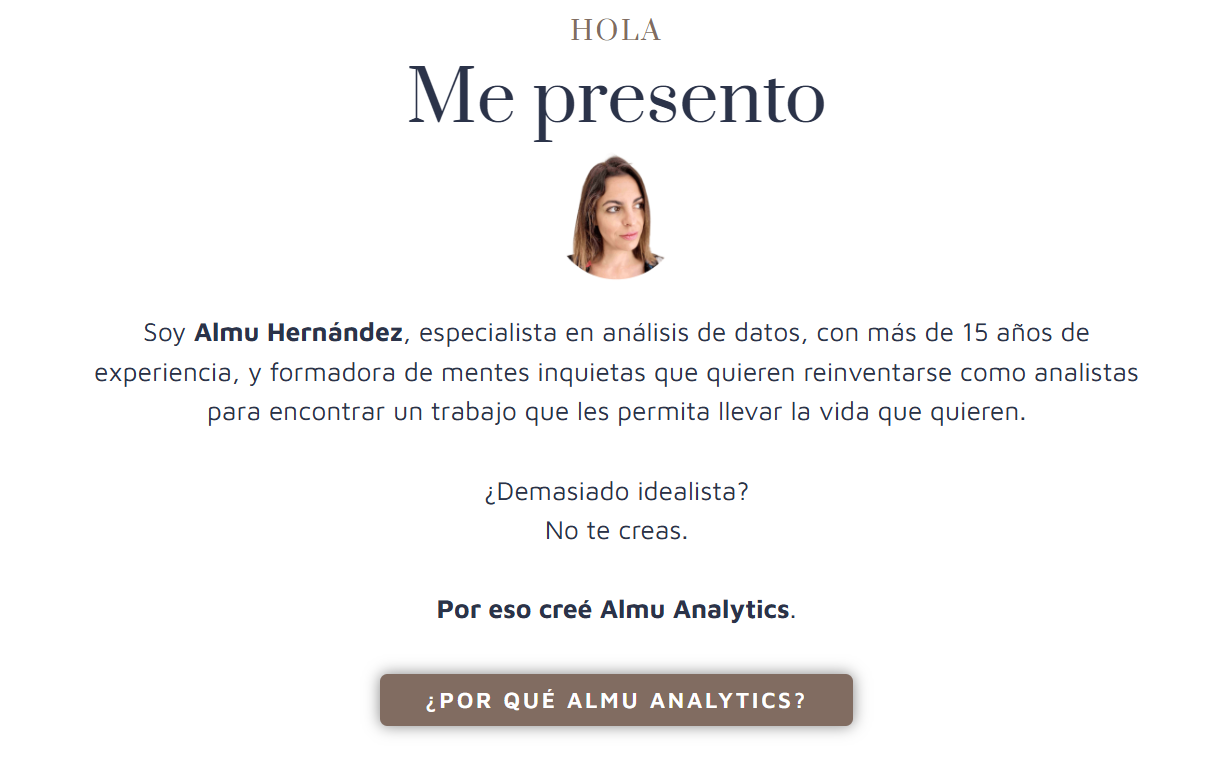 HOLA
Me presento
Soy Almu Hernández, especialista en análisis de datos, con más de 15 años de
experiencia, y formadora de mentes inquietas que quieren reinventarse como analistas
para encontrar un trabajo que les permita llevar la vida que quieren.
¿Demasiado idealista?
No te creas.
Por eso creé Almu Analytics.
¿POR QUÉ ALMU ANALYTICS?